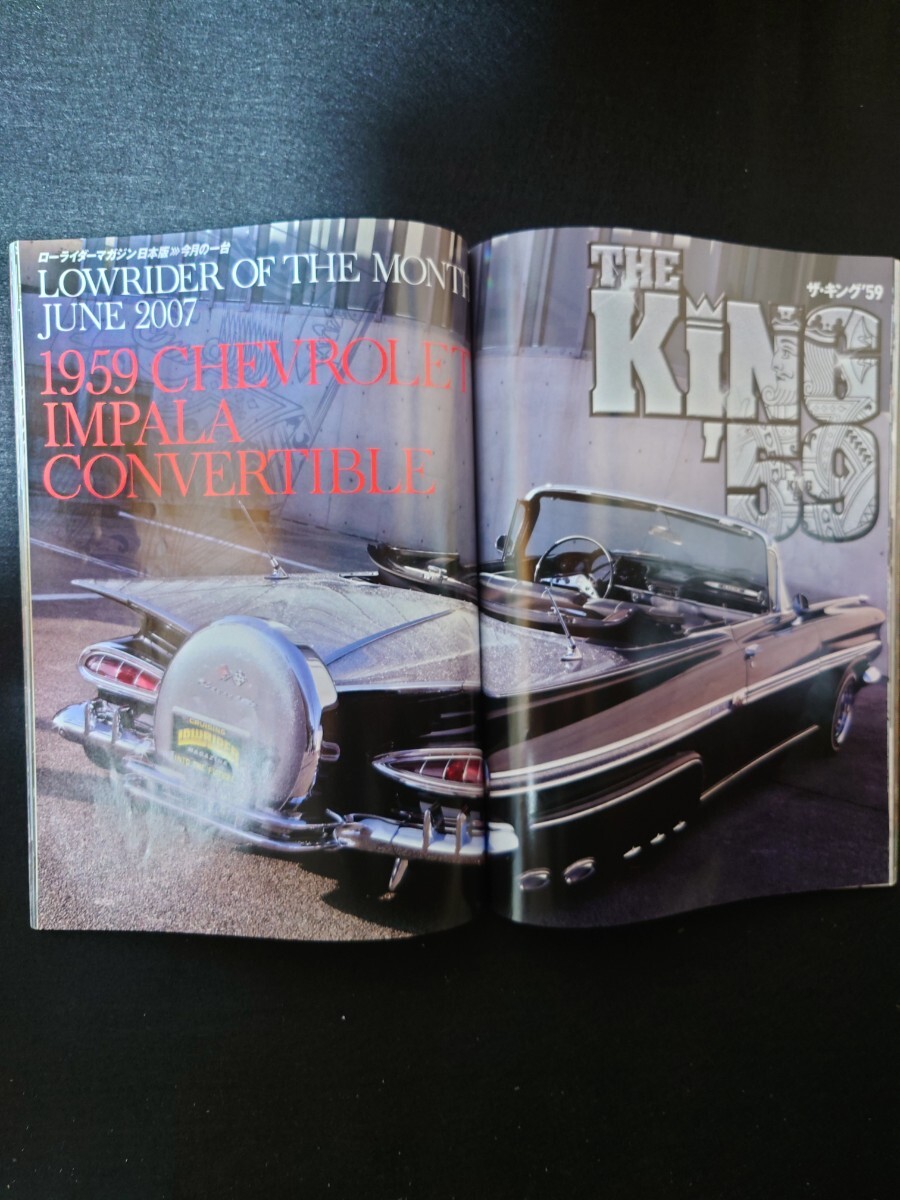 ローライダーマガジン日本版>>>今月の一台
LOWRIDER OF THE MONTH
JUNE 2007
1959 CHEVROLET
IMPALA
CONVERTIBLE
THE
KiNG
'59
ザ・キング'59
LOWRIDER